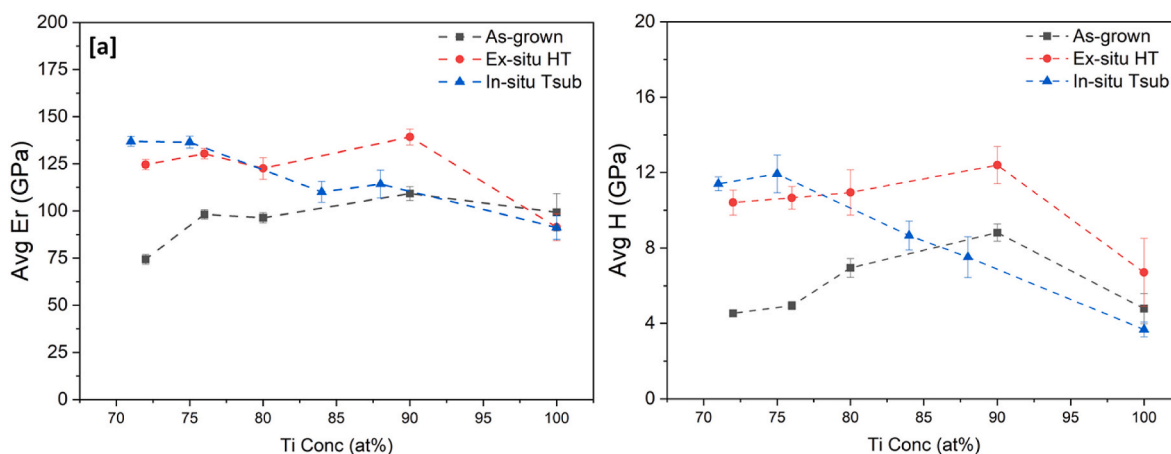 [a]
As-grown
Ex-situ HT
In-situ Tsub
Avg Er (GPa)
200
175
150
125
100
75
50
25
0
70 75 80 85 90 95 100
Ti Conc (at%)
As-grown
Ex-situ HT
In-situ Tsub
Avg H (GPa)
20
16
12
8
4
0
70 75 80 85 90 95 100
Ti Conc (at%)